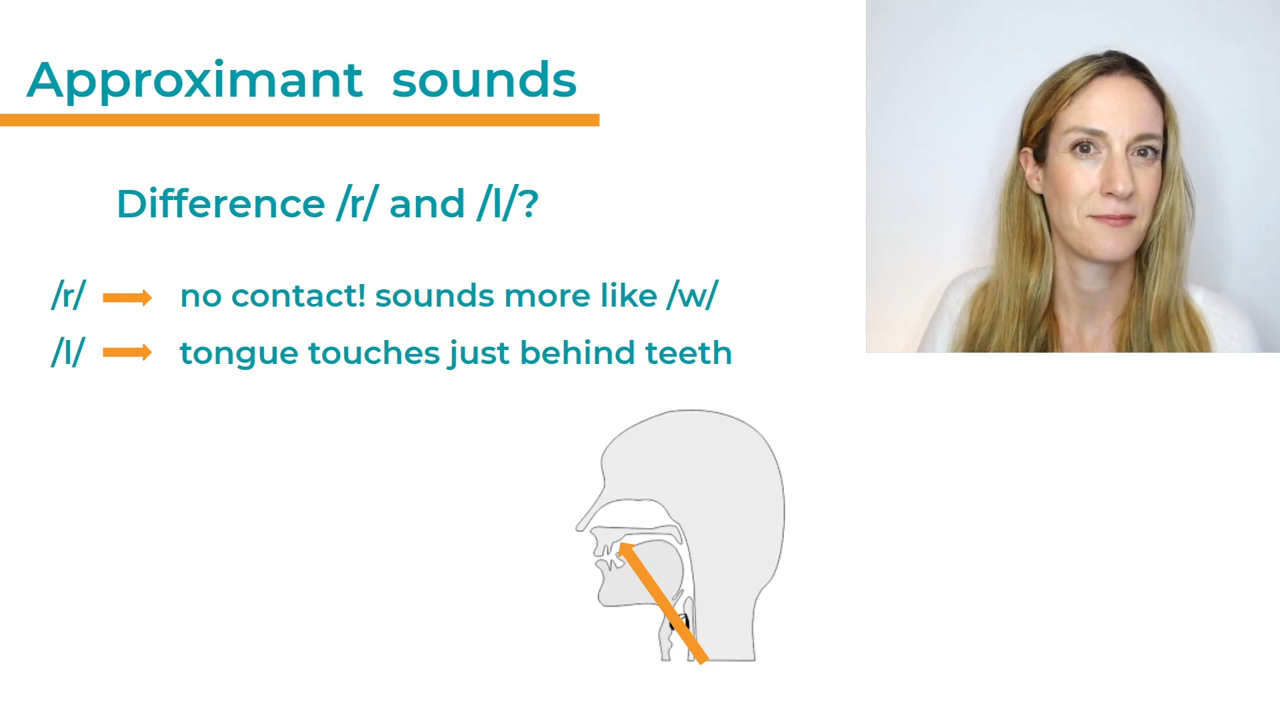 Approximant sounds
Difference /r/ and /l/?
/r/ no contact! sounds more like /w/
/l/ tongue touches just behind teeth